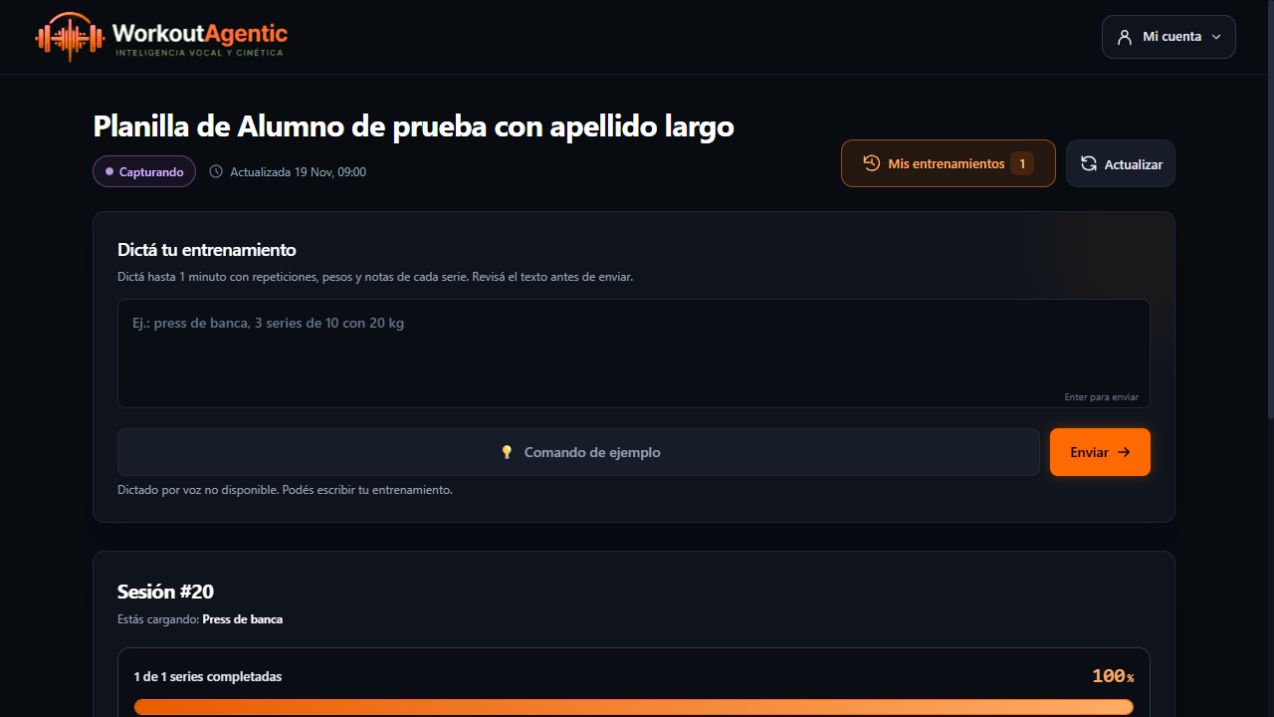 WorkoutAgentic
INTELIGENCIA VOCAL Y CINÉTICA
Mi cuenta
Planilla de Alumno de prueba con apellido largo
Capturando
Actualizada 19 Nov, 09:00
Mis entrenamientos 1
Actualizar
Dictá tu entrenamiento
Dictá hasta 1 minuto con repeticiones, pesos y notas de cada serie. Revisá el texto antes de enviar.
Ej.: press de banca, 3 series de 10 con 20 kg
Enter para enviar
Comando de ejemplo
Enviar →
Dictado por voz no disponible. Podés escribir tu entrenamiento.
Sesión #20
Estás cargando: Press de banca
1 de 1 series completadas
100%